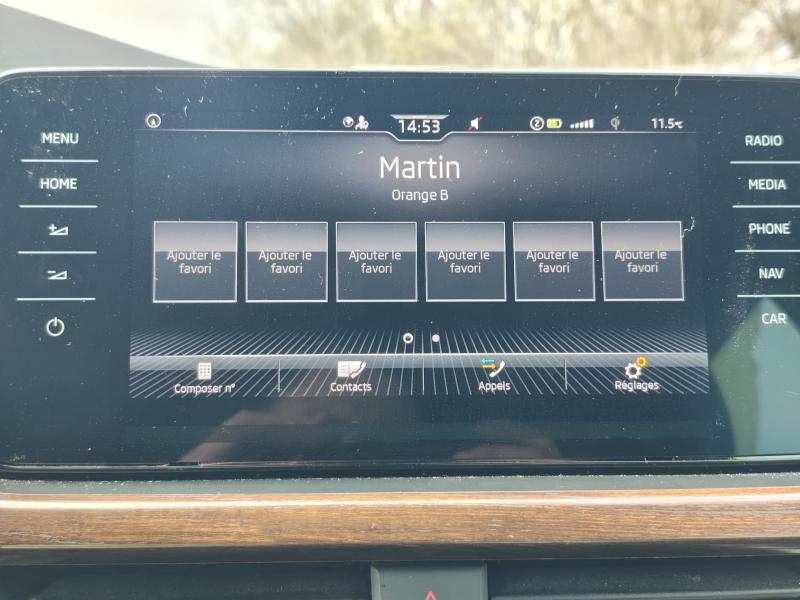 14:53
2
11.5°C
MENU
HOME
RADIO
MEDIA
PHONE
NAV
CAR
Martin
Orange B
Ajouter le
favori
Ajouter le
favori
Ajouter le
favori
Ajouter le
favori
Ajouter le
favori
Ajouter le
favori
Composer n°
Contacts
Appels
Réglages